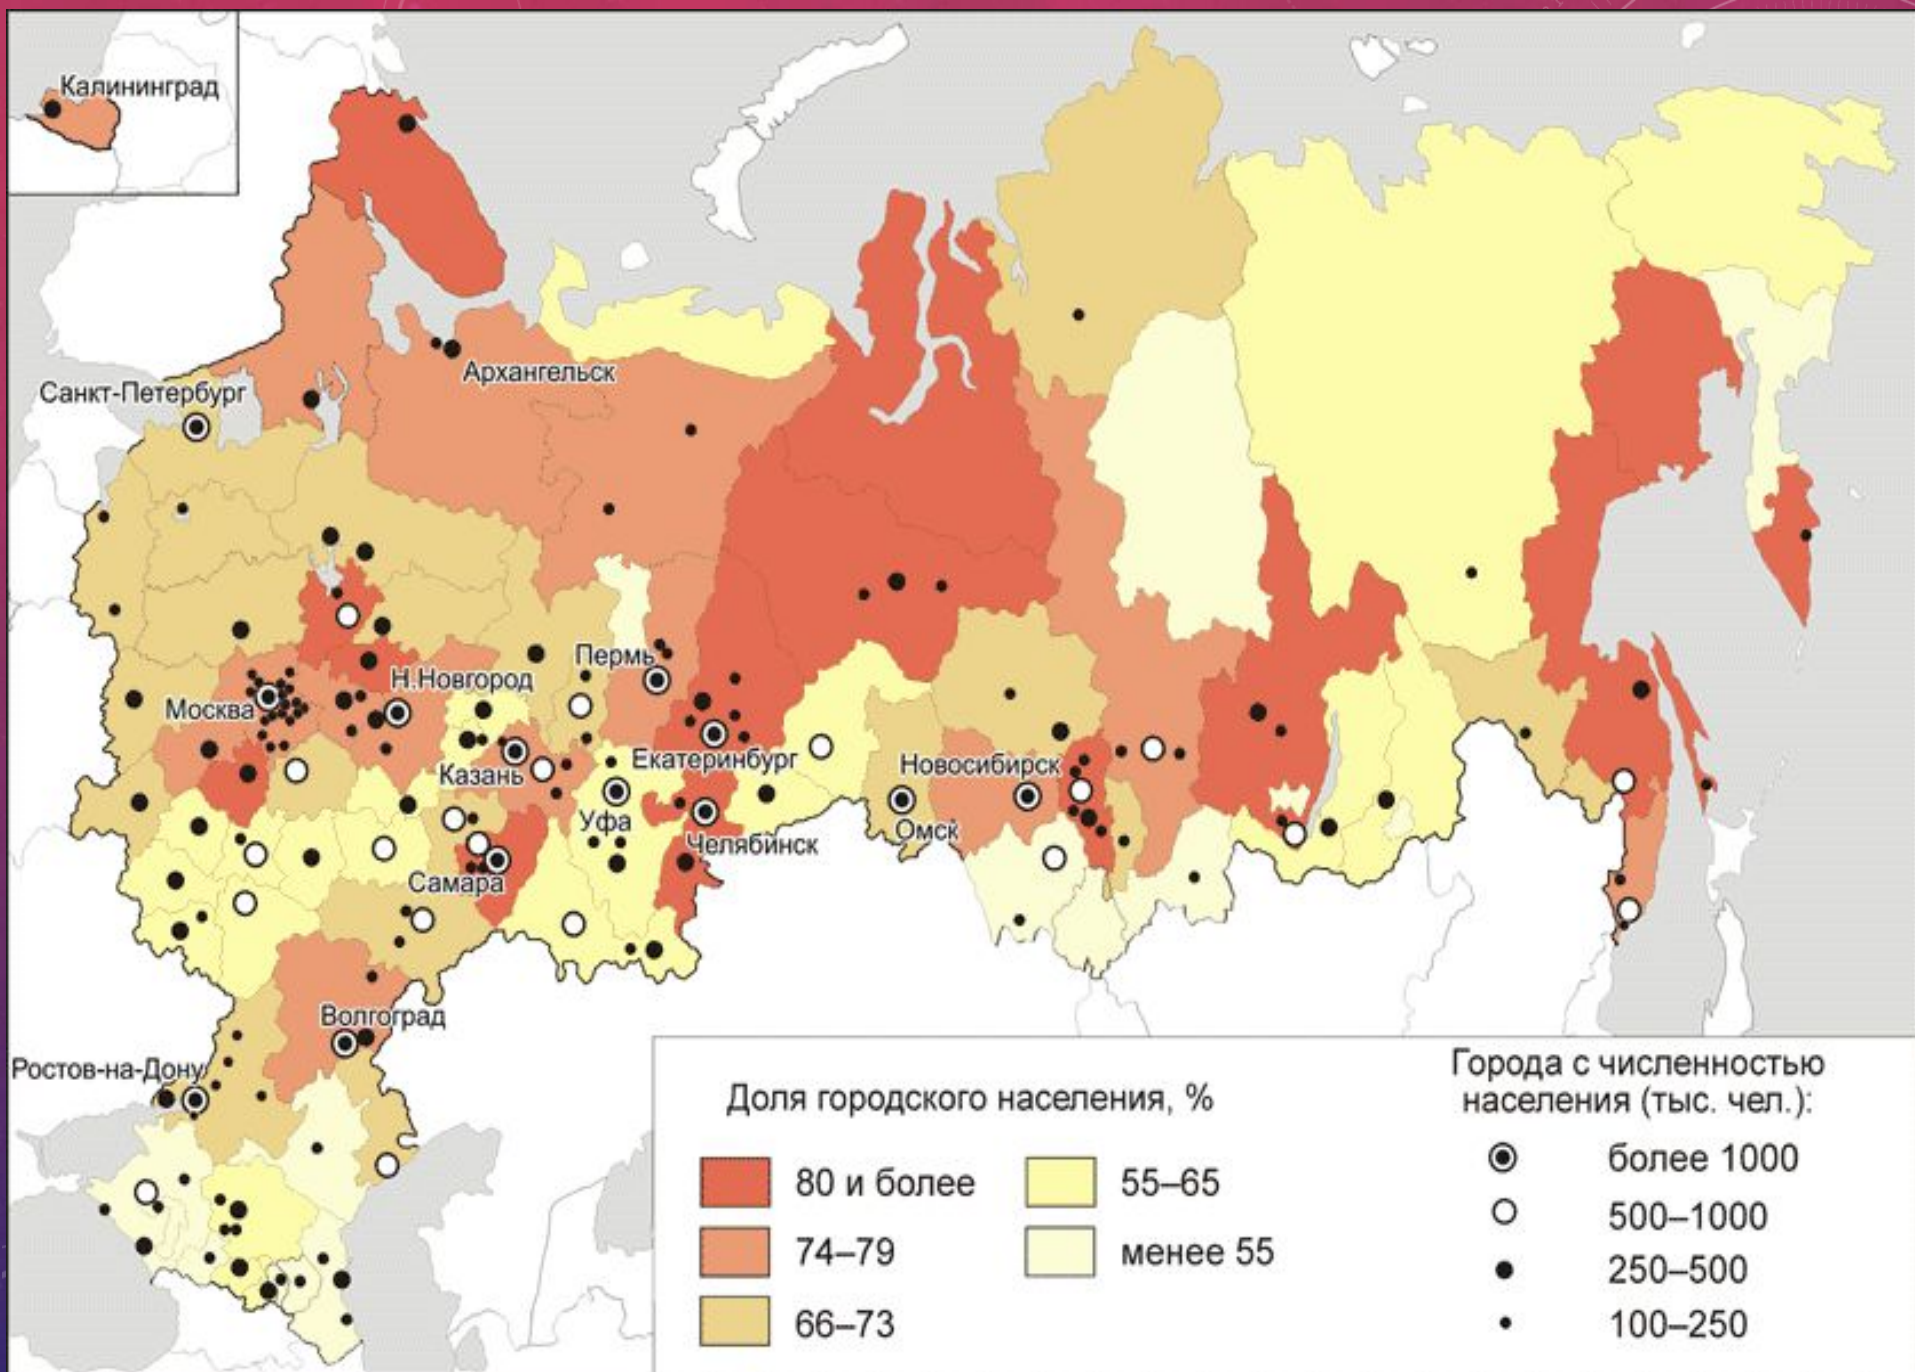 Калининград
Санкт-Петербург
Архангельск
Пермь
Н.Новгород
Москва
Екатеринбург
Казань
Новосибирск
Уфа
Омск
Челябинск
Самара
Волгоград
Ростов-на-Дону
Доля городского населения, %
80 и более
74–79
66–73
55–65
менее 55
Города с численностью
населения (тыс. чел.):
более 1000
500–1000
250–500
100–250